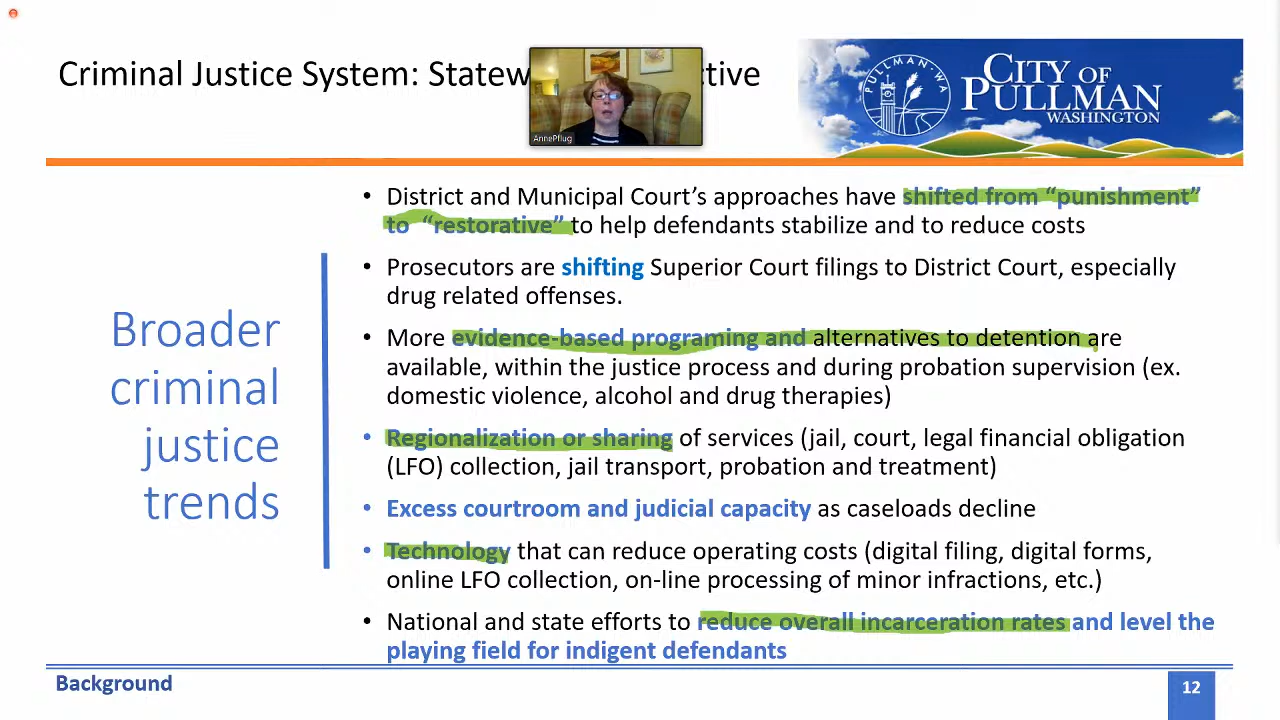 Criminal Justice System: Statew ctive
AnnePflug
PULLMAN·WA
CITY OF
PULLMAN
WASHINGTON
• District and Municipal Court’s approaches have shifted from “punishment”
to “restorative” to help defendants stabilize and to reduce costs
• Prosecutors are shifting Superior Court filings to District Court, especially
drug related offenses.
• More evidence-based programing and alternatives to detention are
available, within the justice process and during probation supervision (ex.
domestic violence, alcohol and drug therapies)
• Regionalization or sharing of services (jail, court, legal financial obligation
(LFO) collection, jail transport, probation and treatment)
• Excess courtroom and judicial capacity as caseloads decline
• Technology that can reduce operating costs (digital filing, digital forms,
online LFO collection, on-line processing of minor infractions, etc.)
• National and state efforts to reduce overall incarceration rates and level the
playing field for indigent defendants
Broader
criminal
justice
trends
Background
12